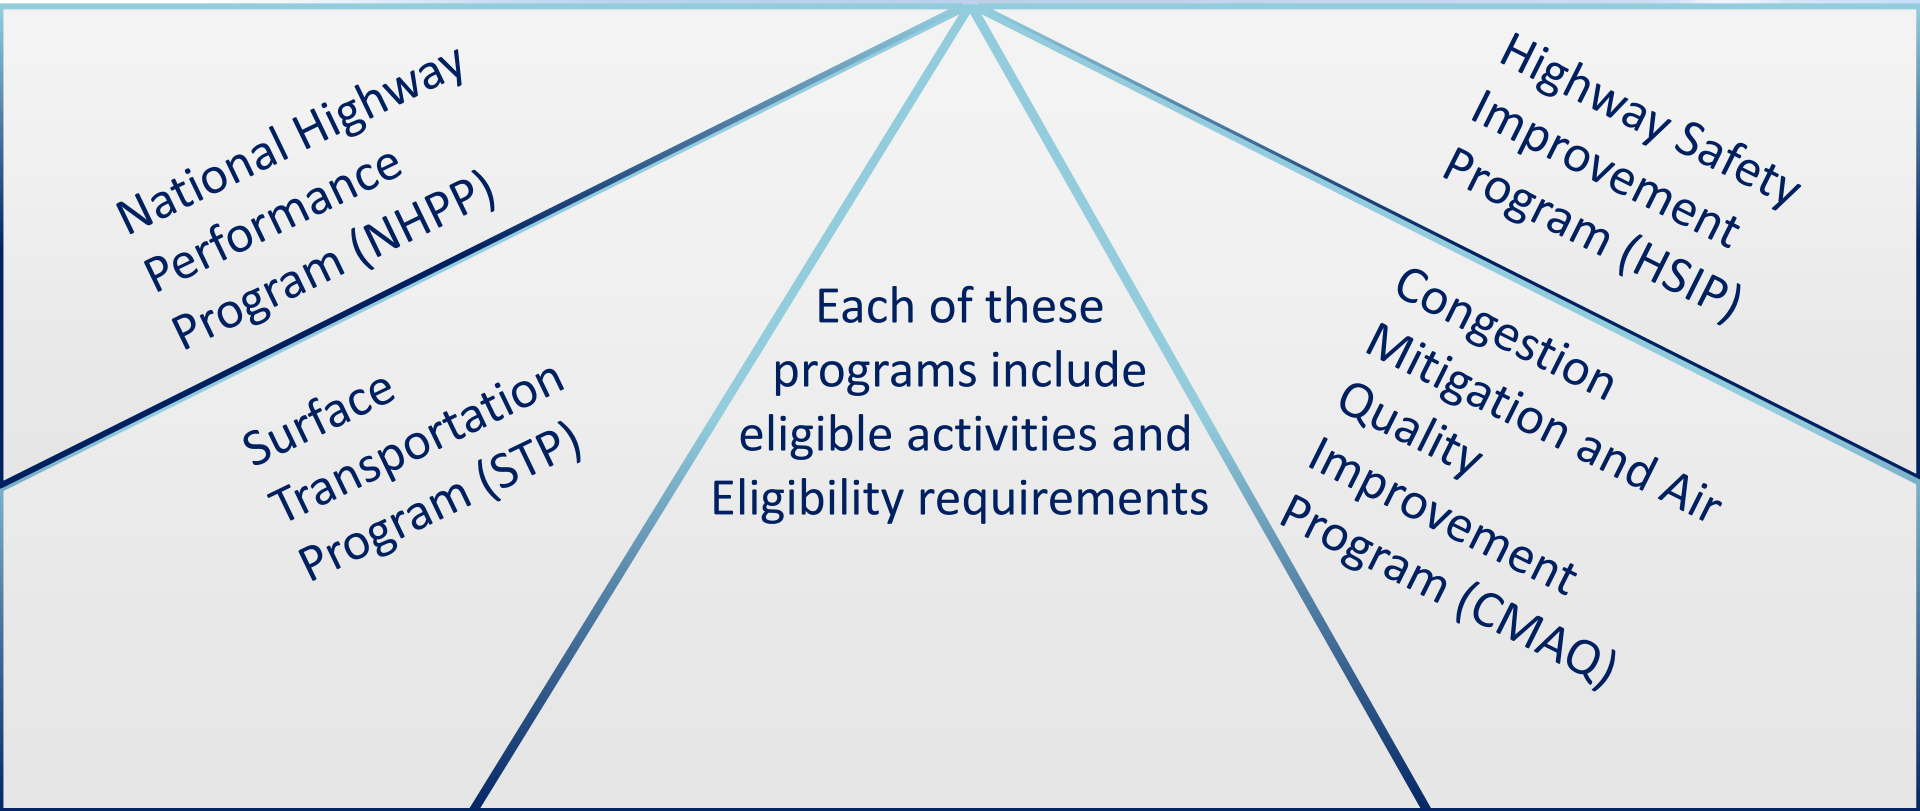 National Highway
Performance
Program (NHPP)
Surface
Transportation
Program (STP)
Each of these
programs include
eligible activities and
Eligibility requirements
Highway Safety
Improvement
Program (HSIP)
Congestion
Mitigation and Air
Quality
Improvement
Program (CMAQ)